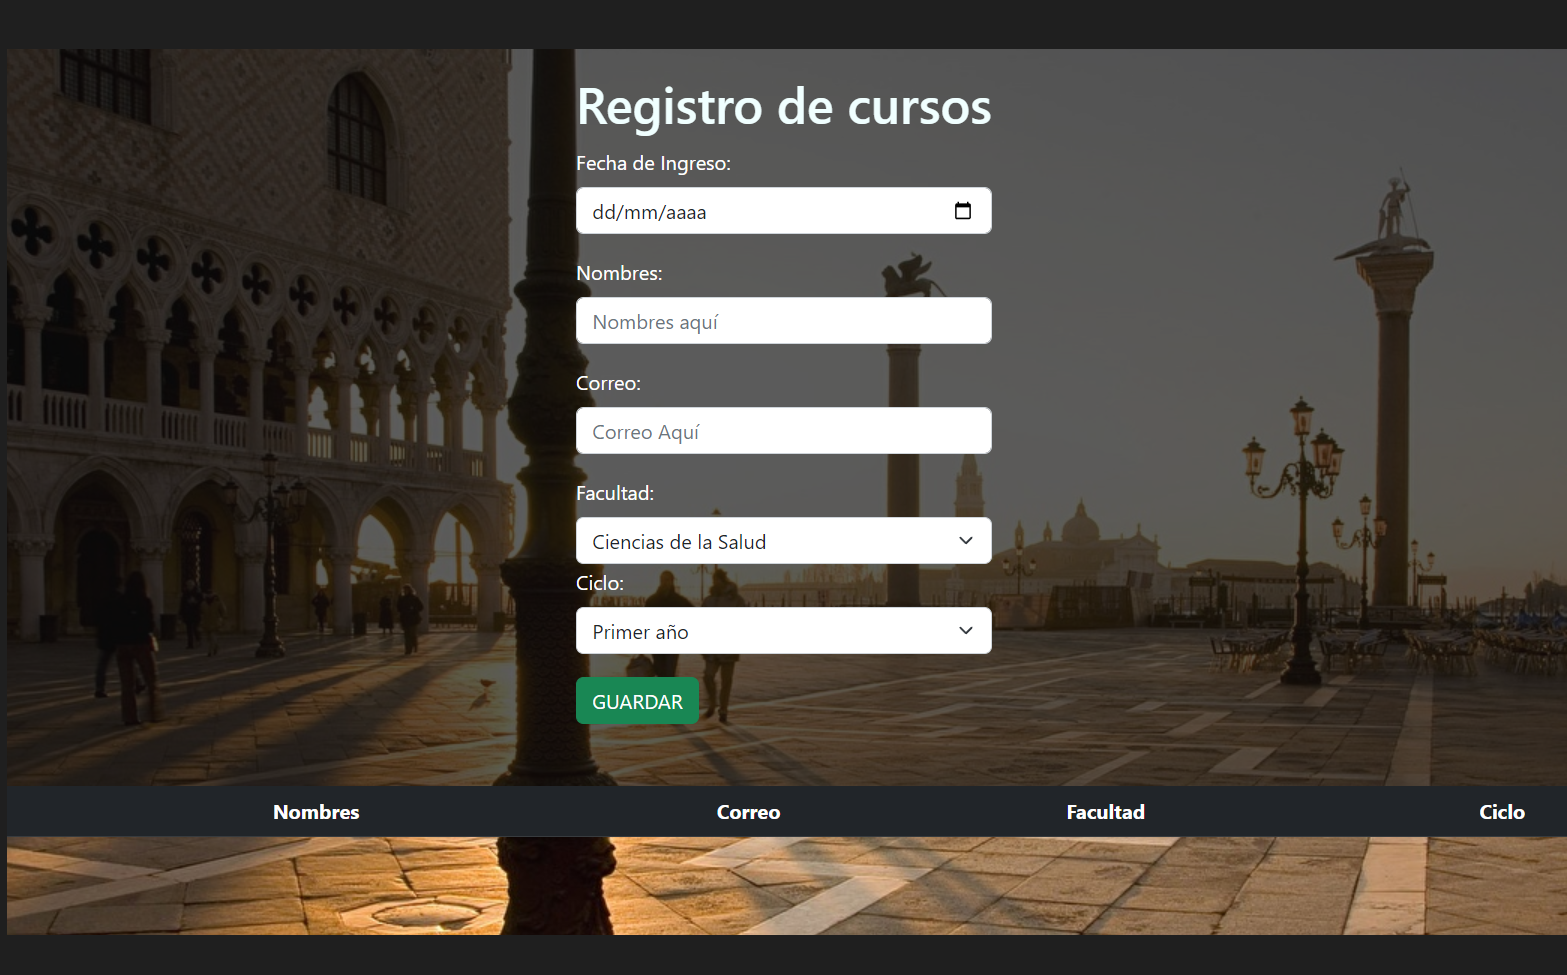 Registro de cursos
Fecha de Ingreso:
dd/mm/aaaa
Nombres:
Nombres aquí
Correo:
Correo Aquí
Facultad:
Ciencias de la Salud
Ciclo:
Primer año
GUARDAR
Nombres Correo Facultad Ciclo